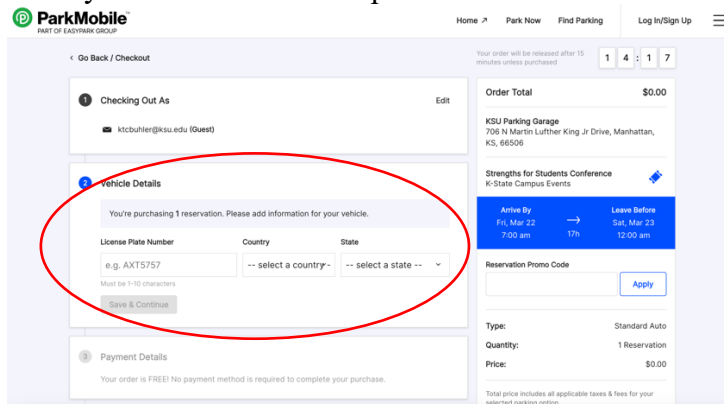 ParkMobile
PART OF EASYPARK GROUP
Home ↗ Park Now Find Parking Log In/Sign Up
‹ Go Back / Checkout
Your order will be released after 15
minutes unless purchased
1 4 : 1 7
1 Checking Out As Edit
ktcbuhler@ksu.edu (Guest)
2 Vehicle Details
You're purchasing 1 reservation. Please add information for your vehicle.
License Plate Number Country State
e.g. AXT5757 -- select a country - -- select a state --
Must be 1-10 characters
Save & Continue
3 Payment Details
Your order is FREE! No payment method is required to complete your purchase.
Order Total $0.00
KSU Parking Garage
706 N Martin Lufther King Jr Drive, Manhattan,
KS, 66506
Strengths for Students Conference
K-State Campus Events
Arrive By Leave Before
Fri, Mar 22 → Sat, Mar 23
7:00 am 17h 12:00 am
Reservation Promo Code
Apply
Type: Standard Auto
Quantity: 1 Reservation
Price: $0.00
Total price includes all applicable taxes & fees for your
selected parking option